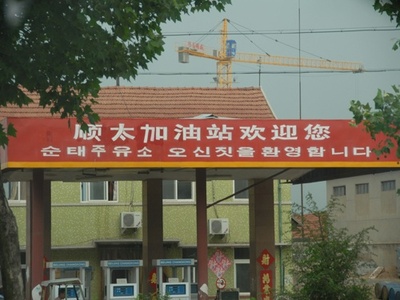 顺太加油站欢迎您
순태주유소 오신짓을환영합니다